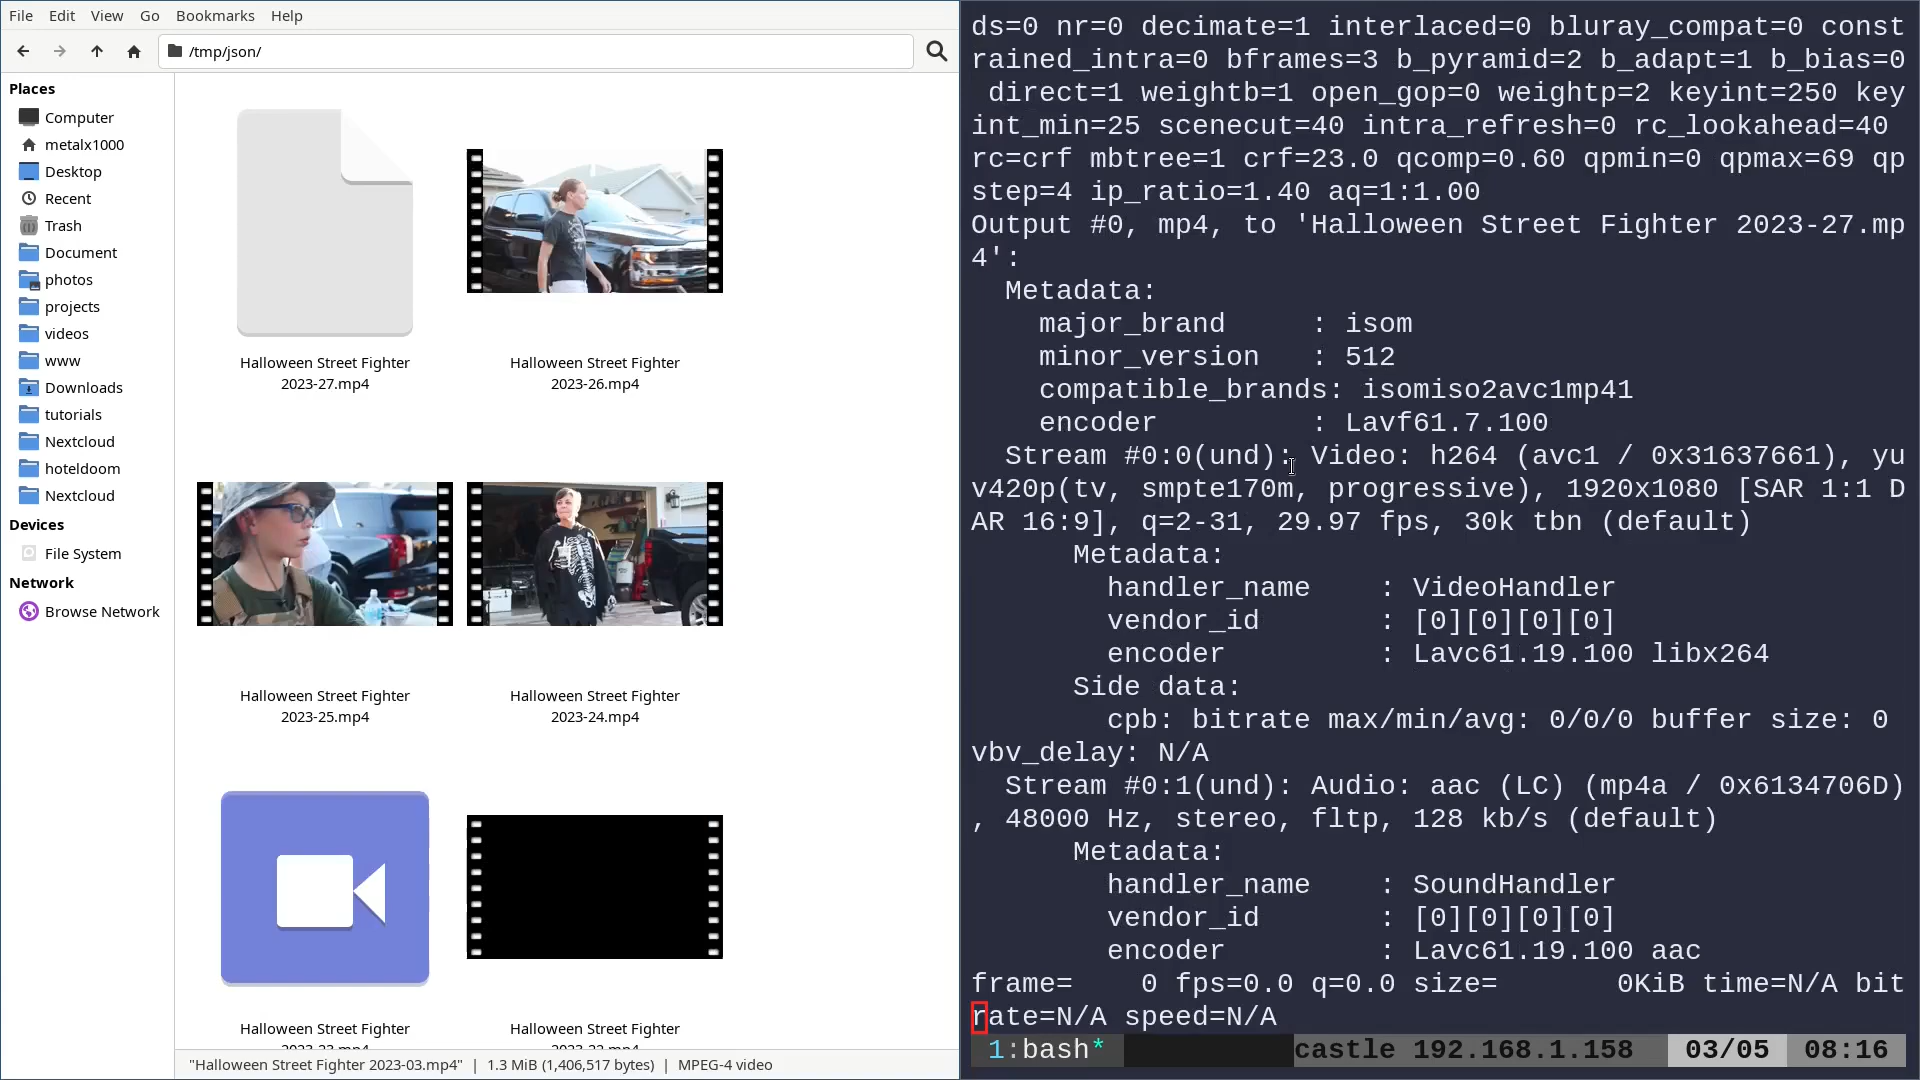 File Edit View Go Bookmarks Help
/tmp/json/
Places
Computer
metalx1000
Desktop
Recent
Trash
Document
photos
projects
videos
www
Downloads
tutorials
Nextcloud
hoteldoom
Nextcloud
Devices
File System
Network
Browse Network
Halloween Street Fighter
2023-27.mp4
Halloween Street Fighter
2023-26.mp4
Halloween Street Fighter
2023-25.mp4
Halloween Street Fighter
2023-24.mp4
Halloween Street Fighter
2023-23.mp4
Halloween Street Fighter
2023-22.mp4
"Halloween Street Fighter 2023-03.mp4" | 1.3 MiB (1,406,517 bytes) | MPEG-4 video
ds=0 nr=0 decimate=1 interlaced=0 bluray_compat=0 const
rained_intra=0 bframes=3 b_pyramid=2 b_adapt=1 b_bias=0
direct=1 weightb=1 open_gop=0 weightp=2 keyint=250 key
int_min=25 scenecut=40 intra_refresh=0 rc_lookahead=40
rc=crf mbtree=1 crf=23.0 qcomp=0.60 qpmin=0 qpmax=69 qp
step=4 ip_ratio=1.40 aq=1:1.00
Output #0, mp4, to 'Halloween Street Fighter 2023-27.mp
4':
Metadata:
major_brand     : isom
minor_version   : 512
compatible_brands: isomiso2avc1mp41
encoder         : Lavf61.7.100
Stream #0:0(und): Video: h264 (avc1 / 0x31637661), yu
v420p(tv, smpte170m, progressive), 1920x1080 [SAR 1:1 D
AR 16:9], q=2-31, 29.97 fps, 30k tbn (default)
Metadata:
handler_name    : VideoHandler
vendor_id       : [0][0][0][0]
encoder         : Lavc61.19.100 libx264
Side data:
cpb: bitrate max/min/avg: 0/0/0 buffer size: 0
vbv_delay: N/A
Stream #0:1(und): Audio: aac (LC) (mp4a / 0x6134706D)
, 48000 Hz, stereo, fltp, 128 kb/s (default)
Metadata:
handler_name    : SoundHandler
vendor_id       : [0][0][0][0]
encoder         : Lavc61.19.100 aac
frame=    0 fps=0.0 q=0.0 size=       0KiB time=N/A bit
rate=N/A speed=N/A
1:bash* castle 192.168.1.158 03/05 08:16